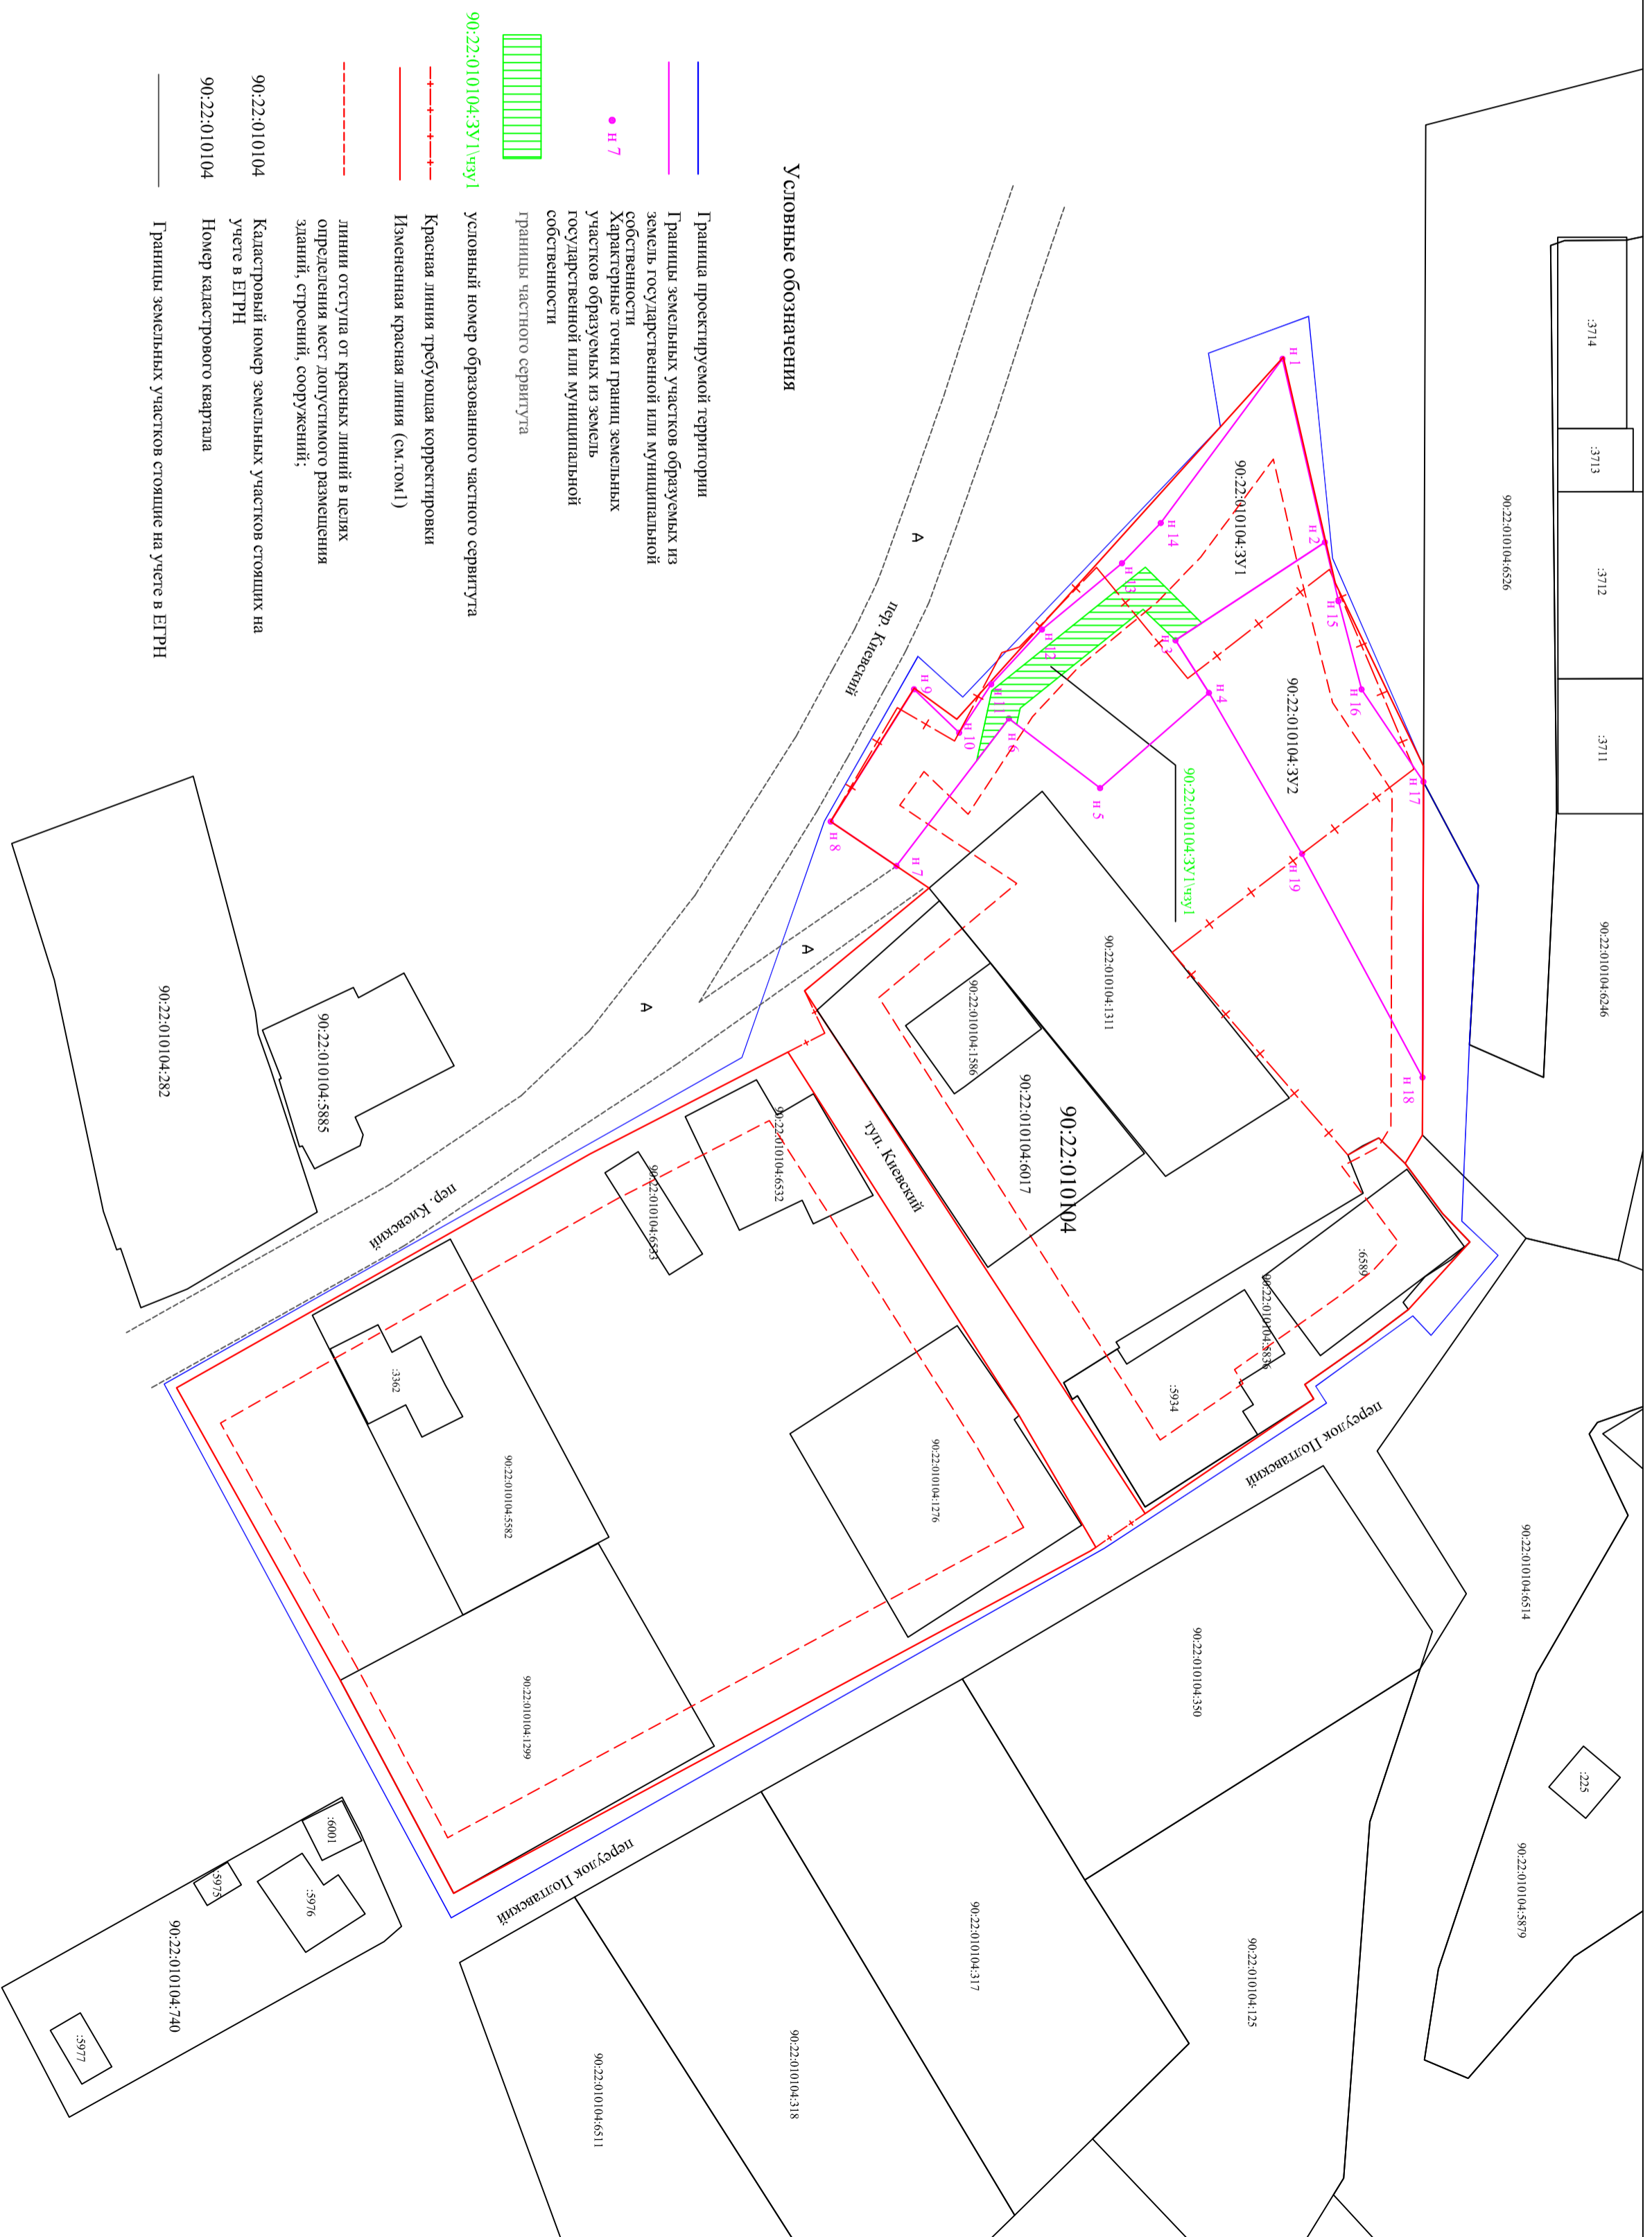 Условные обозначения
Граница проектируемой территории
Границы земельных участков образуемых из
земель государственной или муниципальной
собственности
н 7
Характерные точки границ земельных
участков образуемых из земель
государственной или муниципальной
собственности
границы частного сервитута
90:22:010104:ЗУ1\чзу1
условный номер образованного частного сервитута
Красная линия требующая корректировки
Измененная красная линия (см.том1)
линии отступа от красных линий в целях
определения мест допустимого размещения
зданий, строений, сооружений;
90:22:010104
Кадастровый номер земельных участков стоящих на
учете в ЕГРН
90:22:010104
Номер кадастрового квартала
Границы земельных участков стоящие на учете в ЕГРН
:3714
:3713
:3712
:3711
90:22:010104:6526
90:22:010104:6246
н 1
н 2
н 15
н 16
н 17
н 14
н 13
н 12
н 11
н 3
н 4
н 5
н 6
н 7
н 8
н 9
н 10
н 18
н 19
90:22:010104:ЗУ1
90:22:010104:ЗУ2
90:22:010104:ЗУ1\чзу1
90:22:010104:1311
90:22:010104:1586
90:22:010104:6017
90:22:010104
А
А
А
пер. Киевский
туп. Киевский
пер. Киевский
90:22:010104:6532
90:22:010104:6533
:6589
90:22:010104:5836
:5934
переулок Полтавский
90:22:010104:282
90:22:010104:5885
:3362
90:22:010104:5582
90:22:010104:1276
90:22:010104:1299
переулок Полтавский
90:22:010104:6514
90:22:010104:350
:225
90:22:010104:5879
90:22:010104:125
90:22:010104:317
90:22:010104:318
90:22:010104:6511
:6001
:5975
:5976
90:22:010104:740
:5977